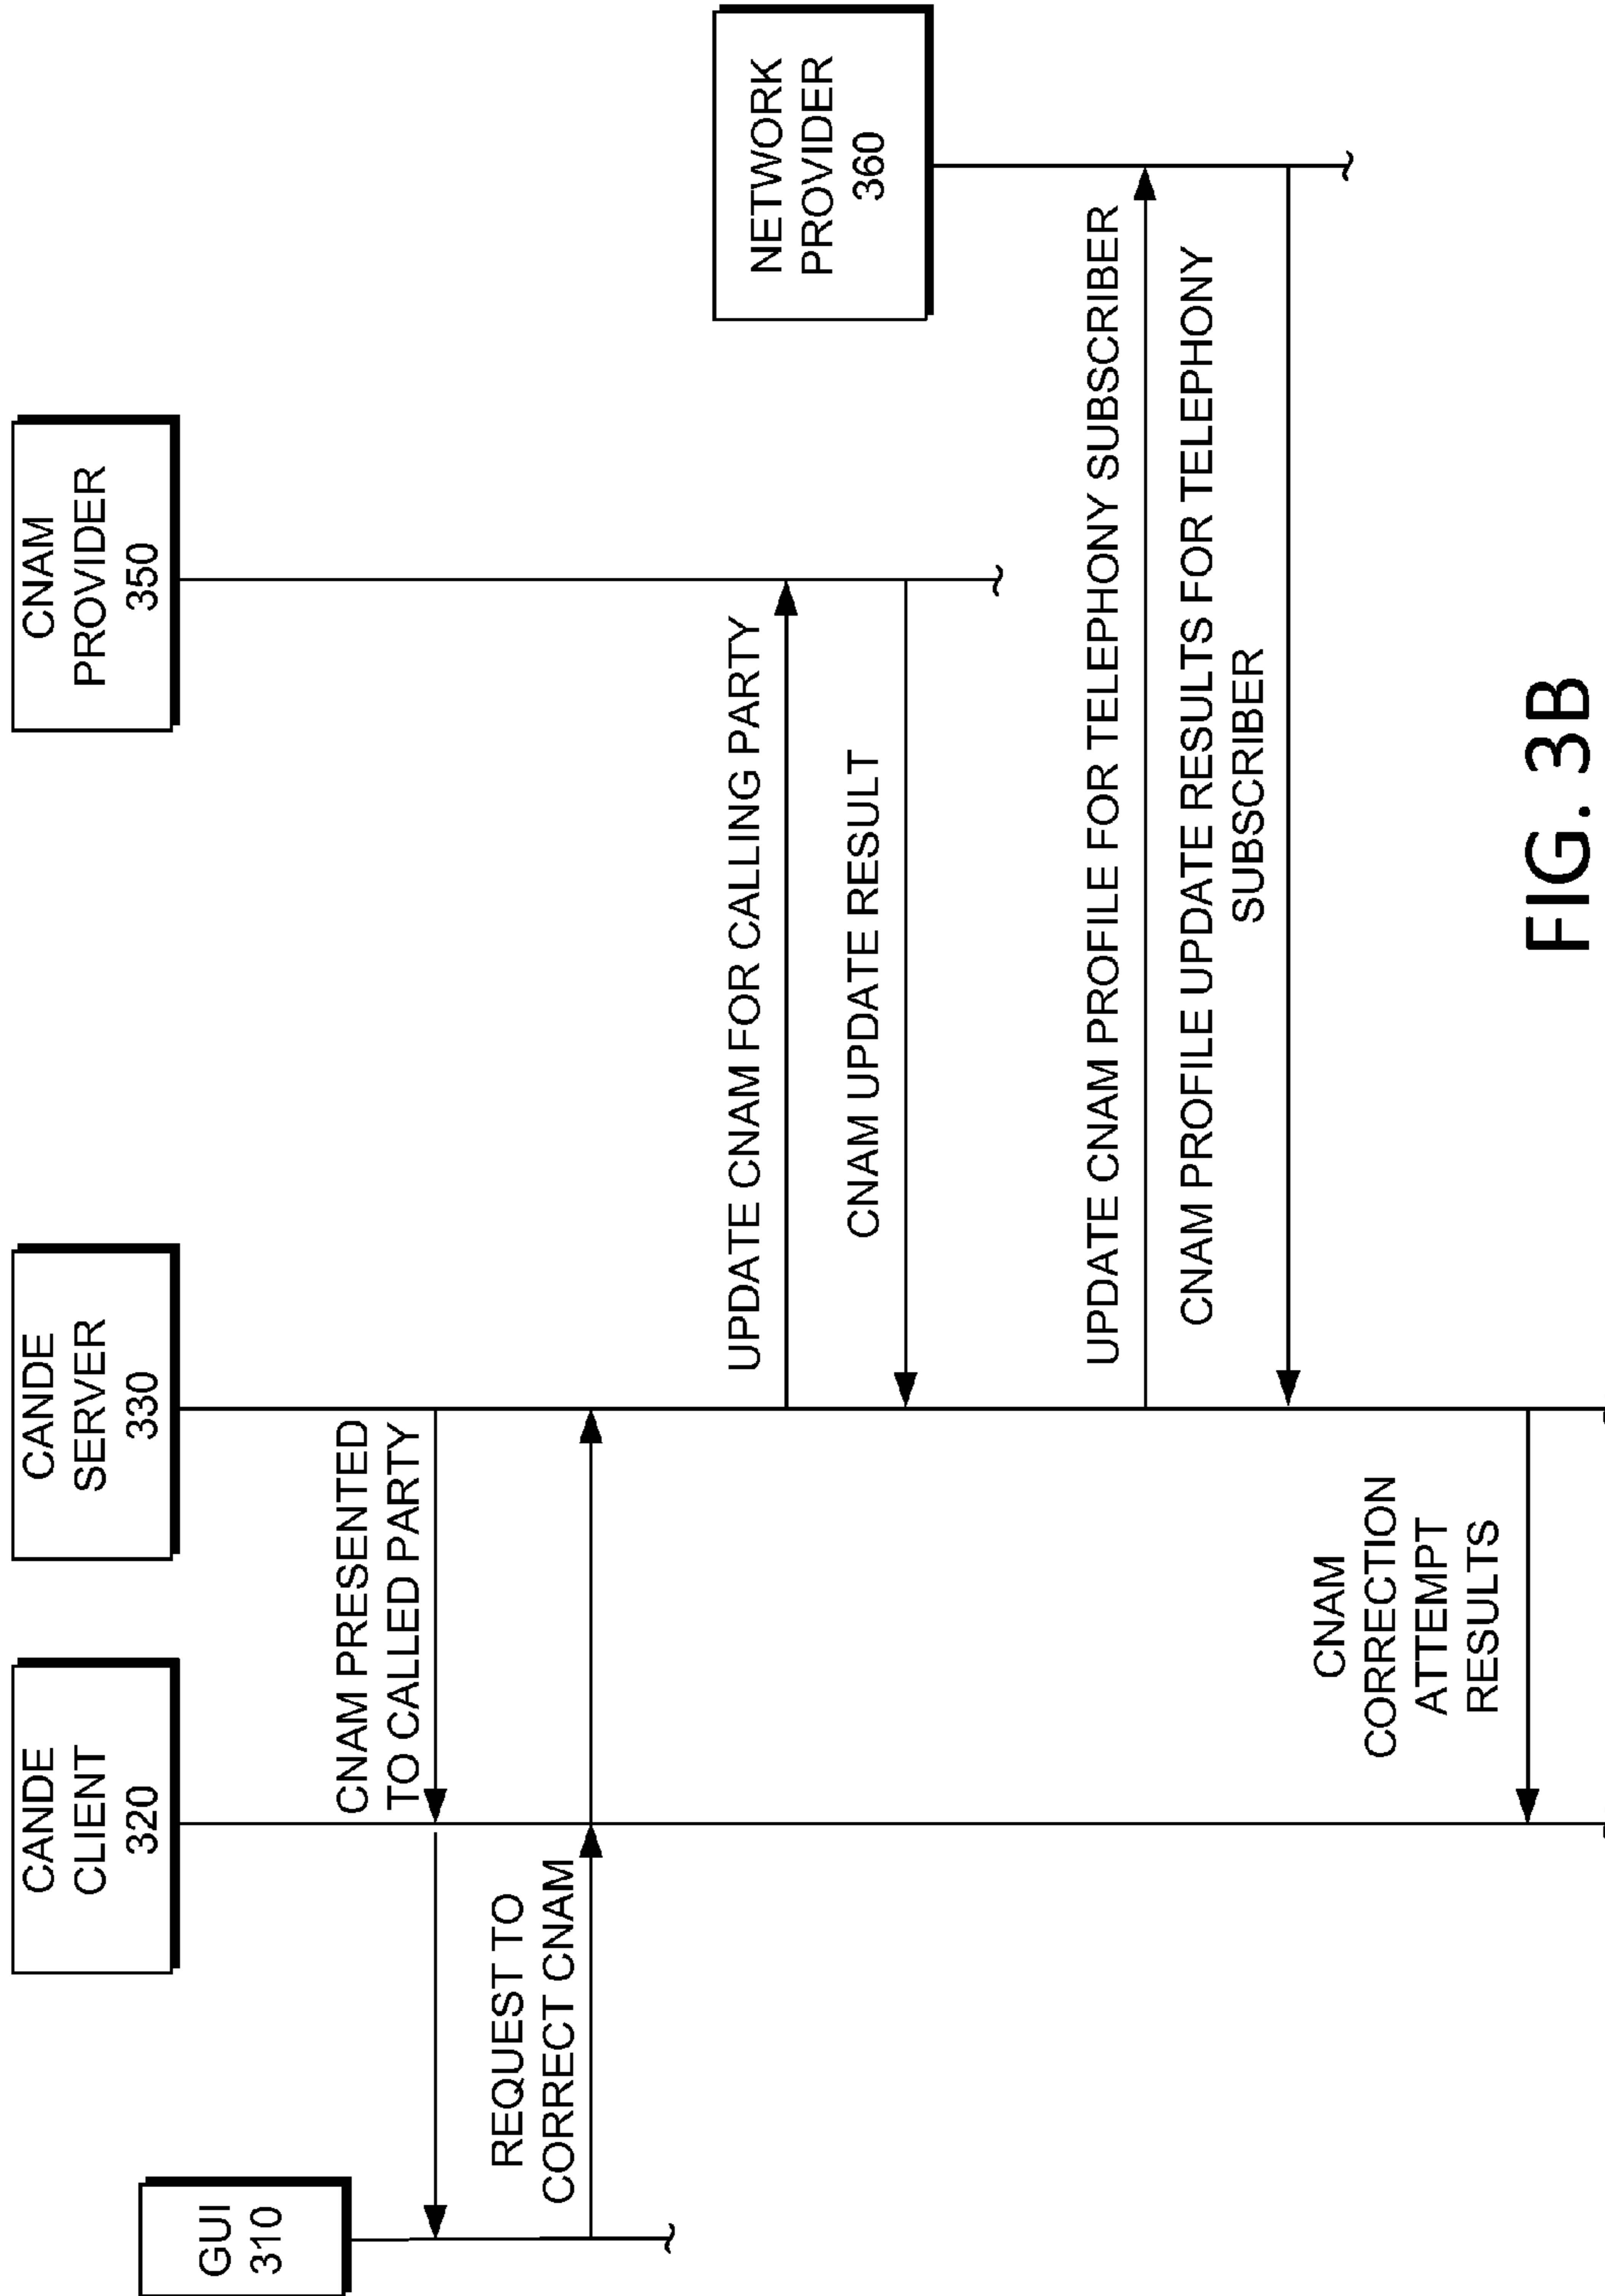 GUI
310
CANDE
CLIENT
320
CANDE
SERVER
330
CNAM
PROVIDER
350
NETWORK
PROVIDER
360
CNAM PRESENTED
TO CALLED PARTY
REQUEST TO
CORRECT CNAM
UPDATE CNAM FOR CALLING PARTY
CNAM UPDATE RESULT
UPDATE CNAM PROFILE FOR TELEPHONY SUBSCRIBER
CNAM PROFILE UPDATE RESULTS FOR TELEPHONY
SUBSCRIBER
CNAM
CORRECTION
ATTEMPT
RESULTS
FIG. 3B